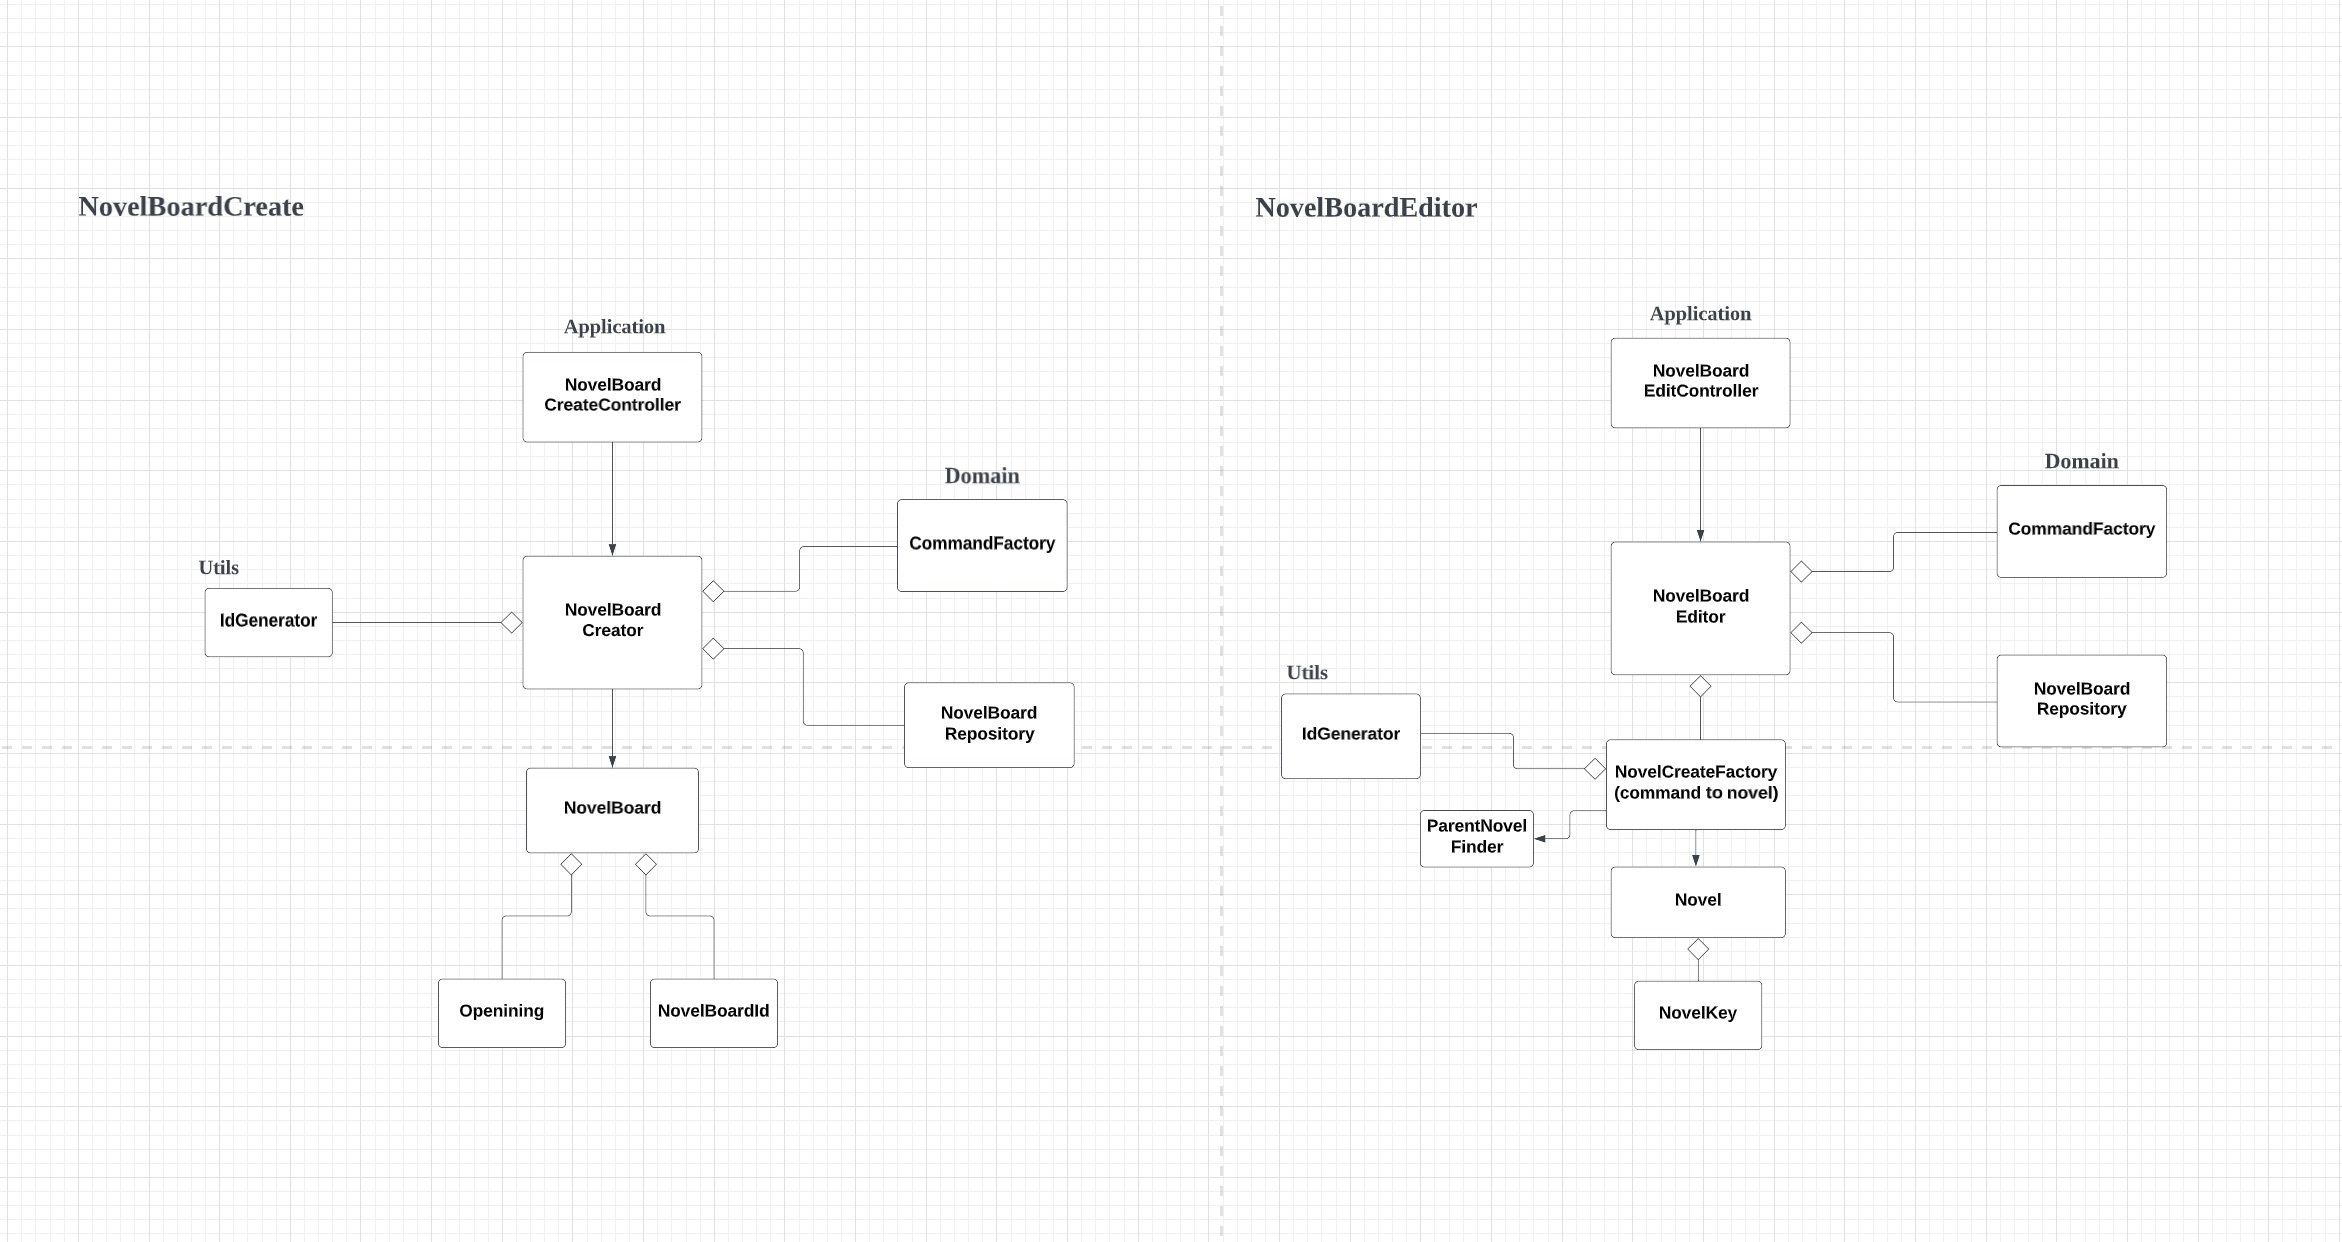 NovelBoardCreate
Application
NovelBoard
CreateController
Domain
CommandFactory
Utils
IdGenerator
NovelBoard
Creator
NovelBoard
Repository
NovelBoard
Openining
NovelBoardId
NovelBoardEditor
Application
NovelBoard
EditController
Domain
CommandFactory
NovelBoard
Editor
Utils
IdGenerator
NovelBoard
Repository
NovelCreateFactory
(command to novel)
ParentNovel
Finder
Novel
NovelKey